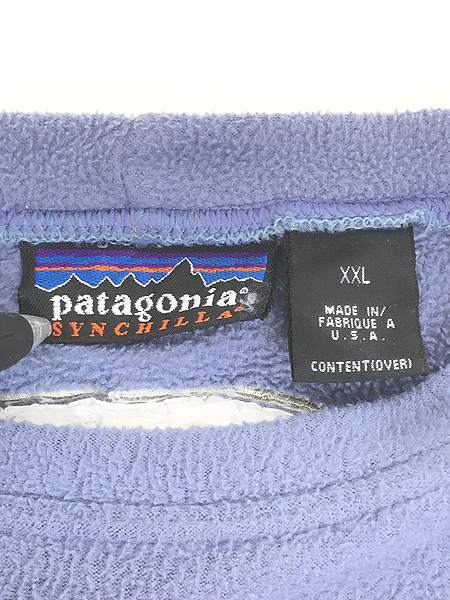 patagonia®
SYNCHILLA®
XXL
MADE IN/
FABRIQUE A
U.S.A.
CONTENT(OVER)